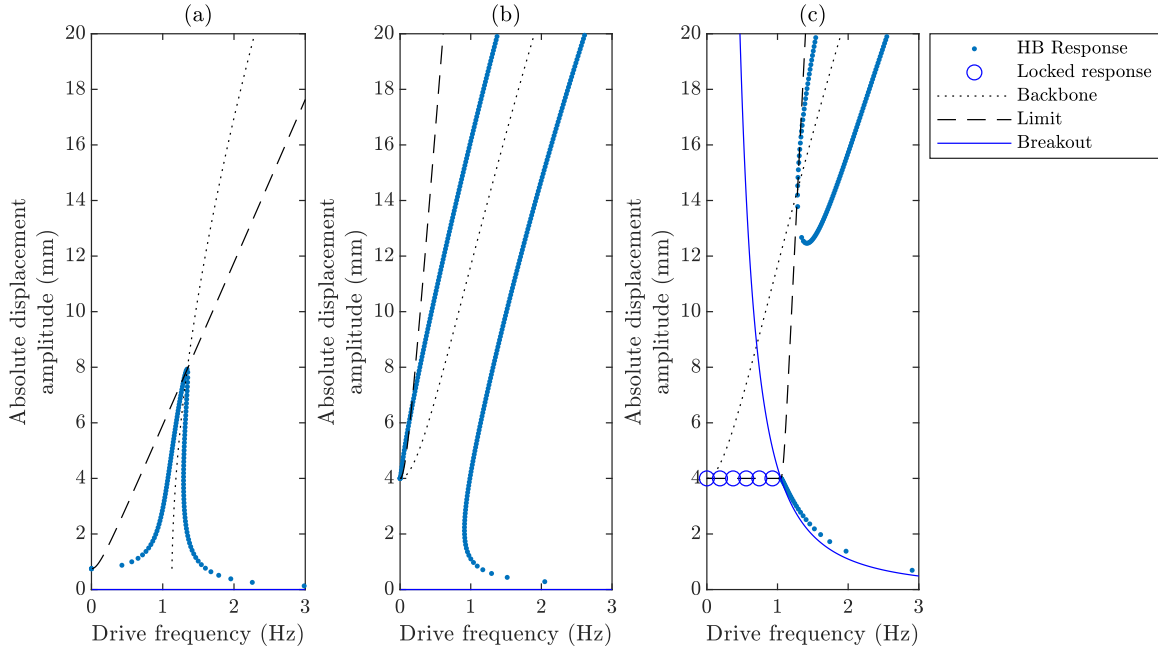 (a)
(b)
(c)
20
18
16
14
12
10
8
6
4
2
0
0
1
2
3
Absolute displacement
amplitude (mm)
Drive frequency (Hz)
20
18
16
14
12
10
8
6
4
2
0
0
1
2
3
Absolute displacement
amplitude (mm)
Drive frequency (Hz)
20
18
16
14
12
10
8
6
4
2
0
0
1
2
3
Absolute displacement
amplitude (mm)
Drive frequency (Hz)
HB Response
Locked response
Backbone
Limit
Breakout